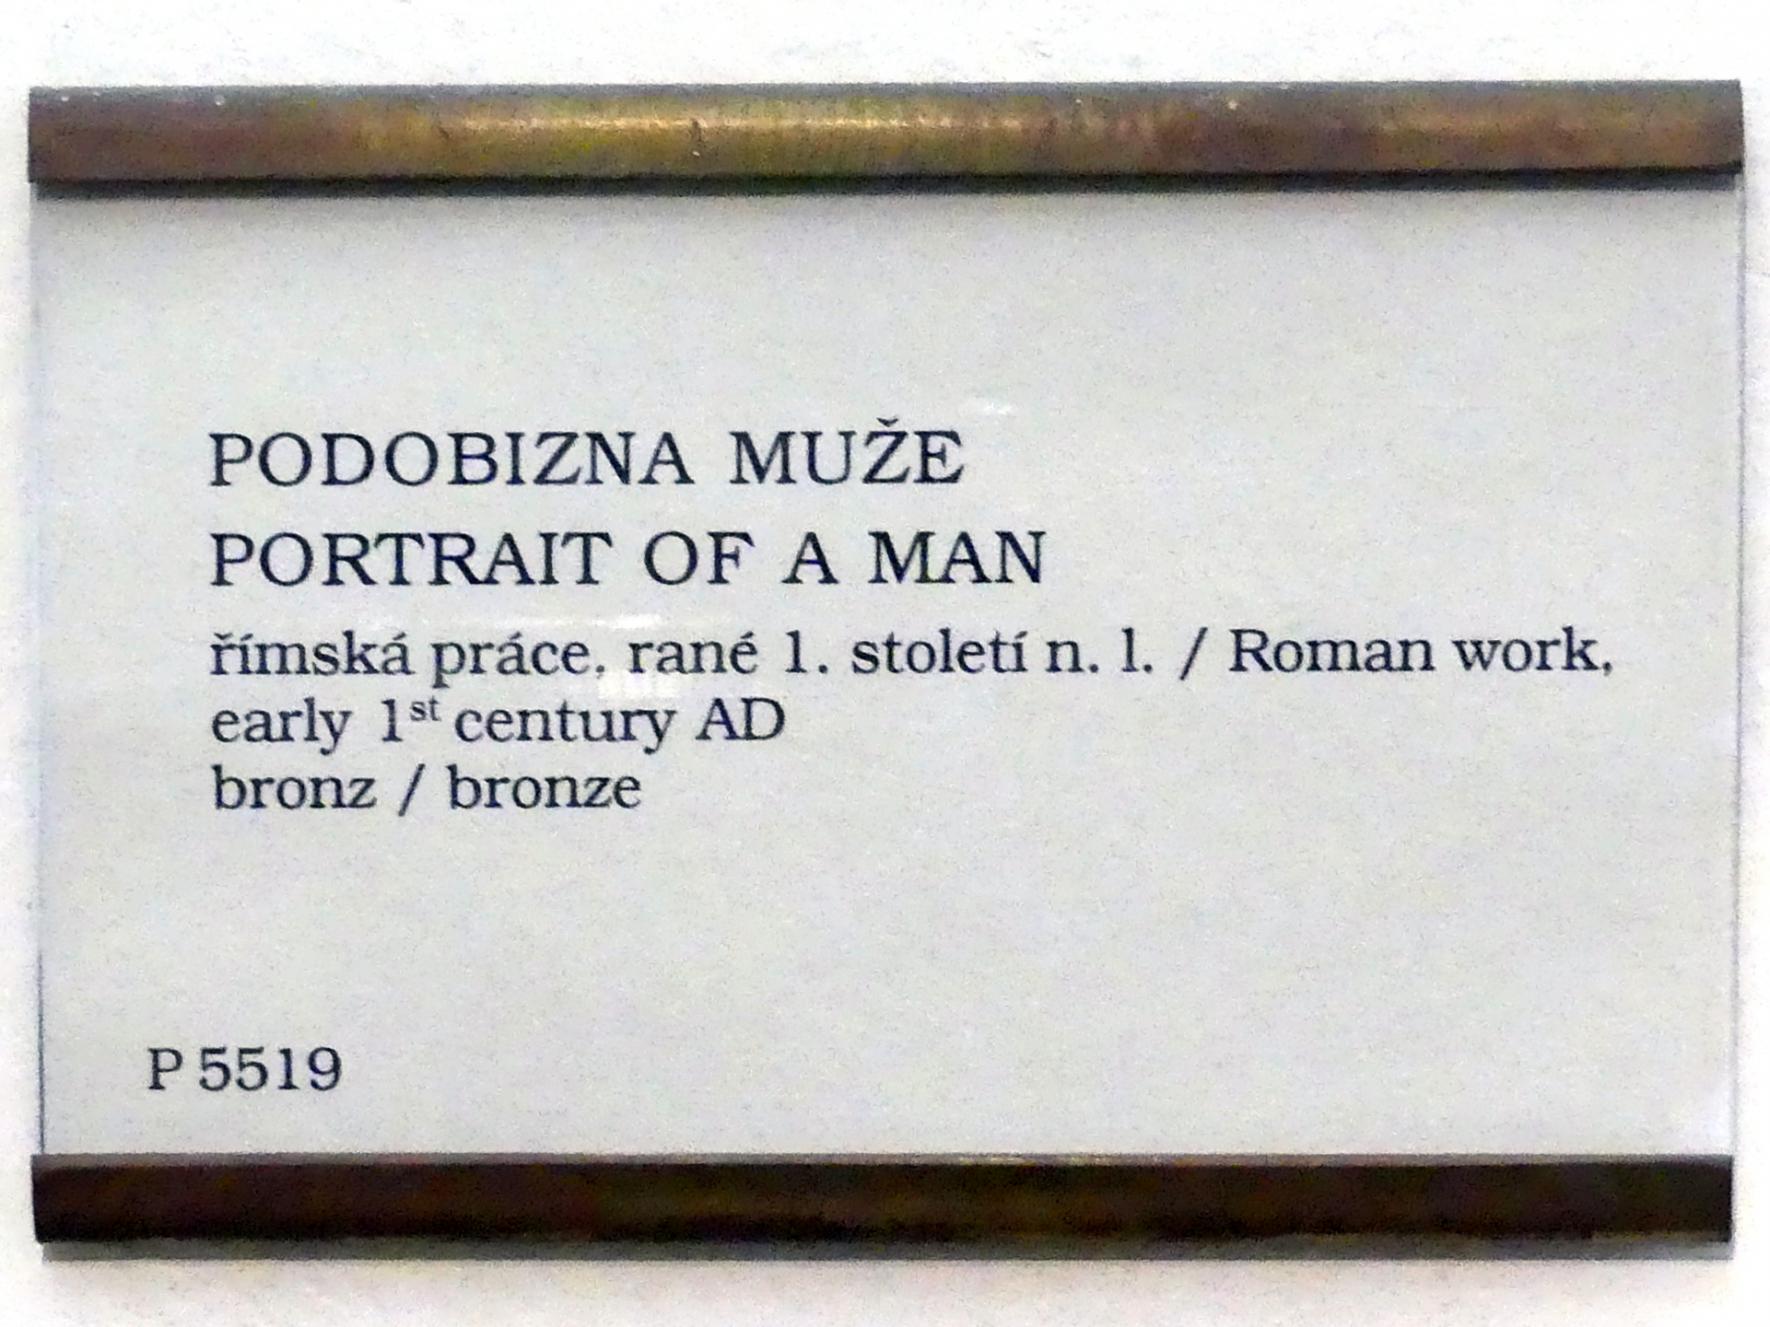 PODOBIZNA MUŽE
PORTRAIT OF A MAN
římská práce, rané 1. století n. l. / Roman work,
early 1st century AD
bronz / bronze
P 5519